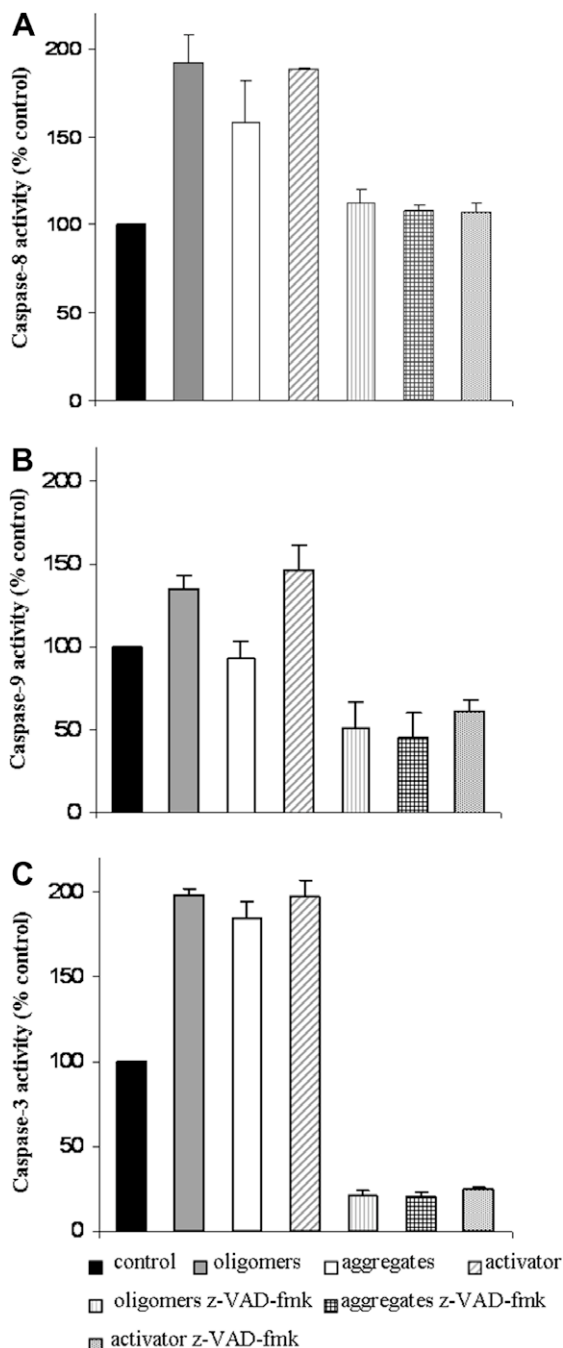 A
Caspase-8 activity (% control)
200
150
100
50
0
B
Caspase-9 activity (% control)
200
150
100
50
0
C
Caspase-3 activity (% control)
200
150
100
50
0
control oligomers aggregates activator
oligomers z-VAD-fmk aggregates z-VAD-fmk
activator z-VAD-fmk